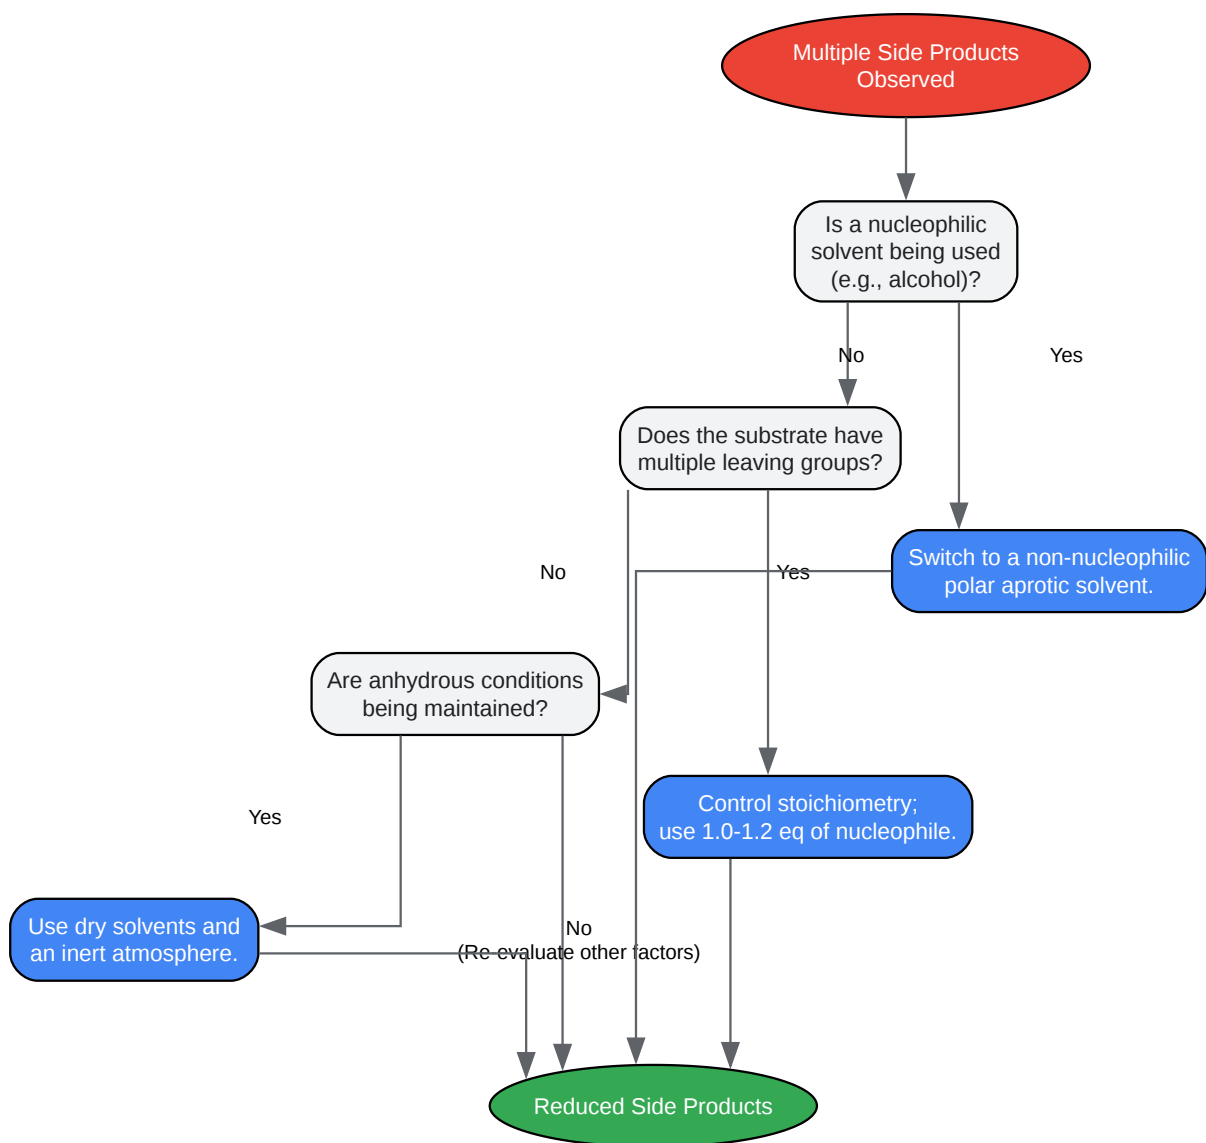 Multiple Side Products
Observed
Is a nucleophilic
solvent being used
(e.g., alcohol)?
No
Yes
Does the substrate have
multiple leaving groups?
No
Yes
Switch to a non-nucleophilic
polar aprotic solvent.
Are anhydrous conditions
being maintained?
Control stoichiometry;
use 1.0-1.2 eq of nucleophile.
Yes
Use dry solvents and
an inert atmosphere.
No
(Re-evaluate other factors)
Reduced Side Products